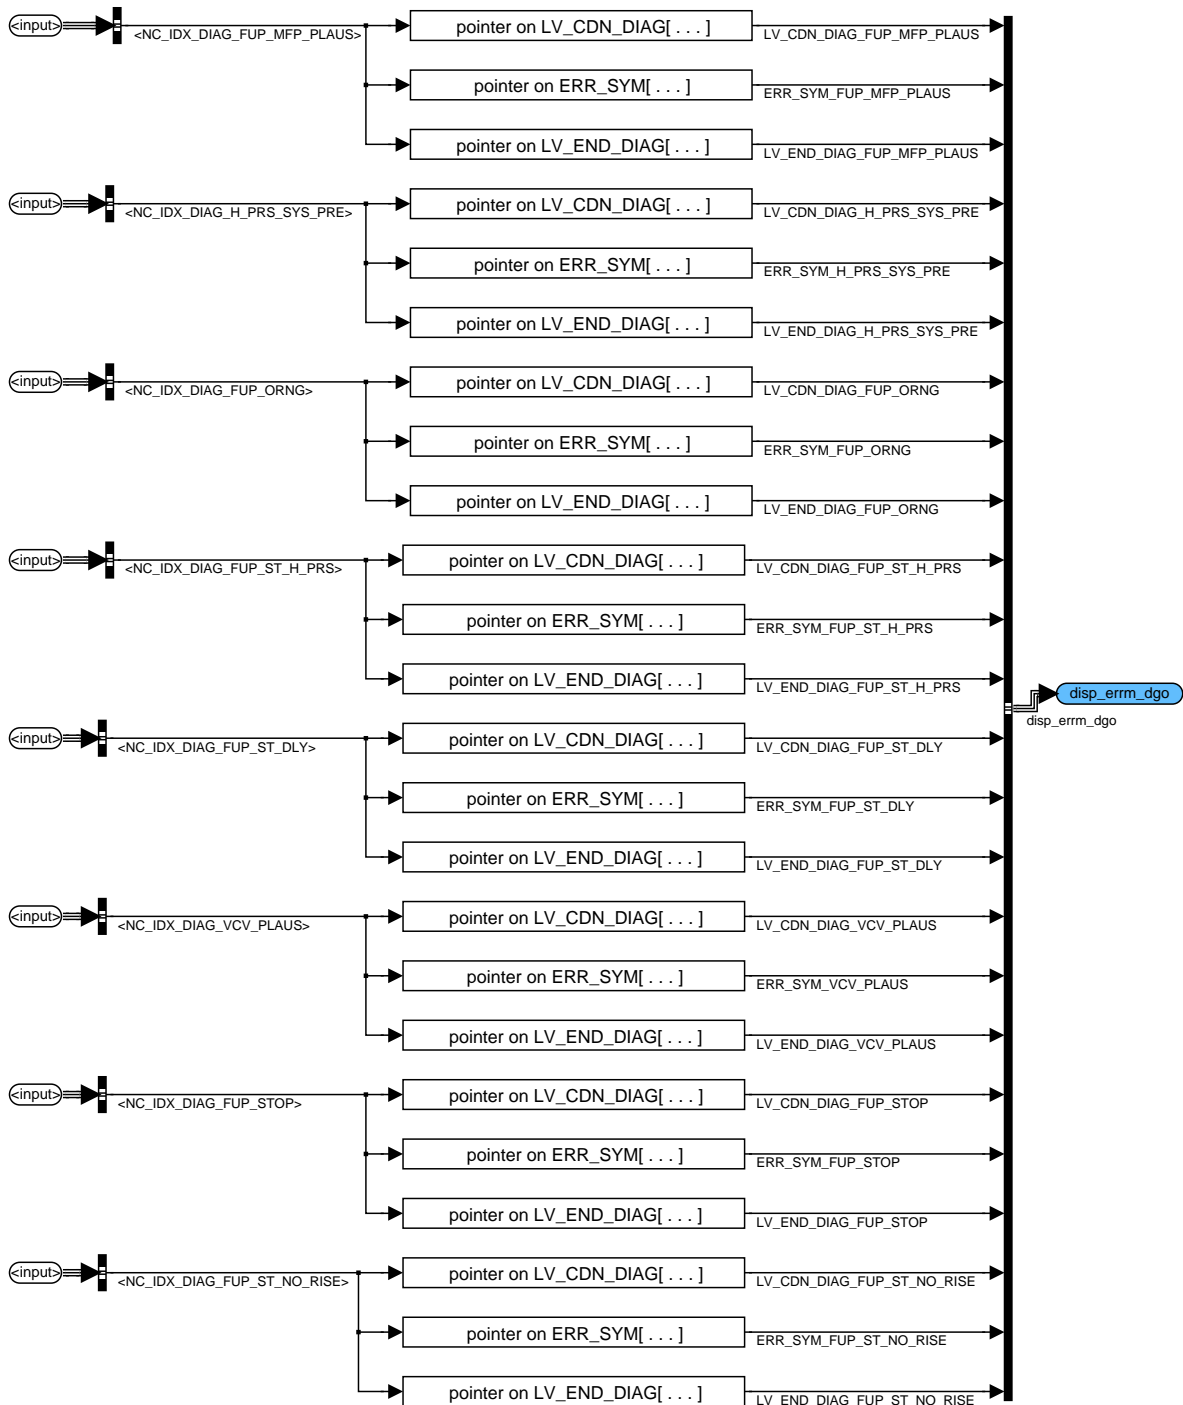 <input>
<NC_IDX_DIAG_FUP_MFP_PLAUS>
pointer on LV_CDN_DIAG[ . . . ]
LV_CDN_DIAG_FUP_MFP_PLAUS
pointer on ERR_SYM[ . . . ]
ERR_SYM_FUP_MFP_PLAUS
pointer on LV_END_DIAG[ . . . ]
LV_END_DIAG_FUP_MFP_PLAUS
<input>
<NC_IDX_DIAG_H_PRS_SYS_PRE>
pointer on LV_CDN_DIAG[ . . . ]
LV_CDN_DIAG_H_PRS_SYS_PRE
pointer on ERR_SYM[ . . . ]
ERR_SYM_H_PRS_SYS_PRE
pointer on LV_END_DIAG[ . . . ]
LV_END_DIAG_H_PRS_SYS_PRE
<input>
<NC_IDX_DIAG_FUP_ORNG>
pointer on LV_CDN_DIAG[ . . . ]
LV_CDN_DIAG_FUP_ORNG
pointer on ERR_SYM[ . . . ]
ERR_SYM_FUP_ORNG
pointer on LV_END_DIAG[ . . . ]
LV_END_DIAG_FUP_ORNG
<input>
<NC_IDX_DIAG_FUP_ST_H_PRS>
pointer on LV_CDN_DIAG[ . . . ]
LV_CDN_DIAG_FUP_ST_H_PRS
pointer on ERR_SYM[ . . . ]
ERR_SYM_FUP_ST_H_PRS
pointer on LV_END_DIAG[ . . . ]
LV_END_DIAG_FUP_ST_H_PRS
disp_errm_dgo
disp_errm_dgo
<input>
<NC_IDX_DIAG_FUP_ST_DLY>
pointer on LV_CDN_DIAG[ . . . ]
LV_CDN_DIAG_FUP_ST_DLY
pointer on ERR_SYM[ . . . ]
ERR_SYM_FUP_ST_DLY
pointer on LV_END_DIAG[ . . . ]
LV_END_DIAG_FUP_ST_DLY
<input>
<NC_IDX_DIAG_VCV_PLAUS>
pointer on LV_CDN_DIAG[ . . . ]
LV_CDN_DIAG_VCV_PLAUS
pointer on ERR_SYM[ . . . ]
ERR_SYM_VCV_PLAUS
pointer on LV_END_DIAG[ . . . ]
LV_END_DIAG_VCV_PLAUS
<input>
<NC_IDX_DIAG_FUP_STOP>
pointer on LV_CDN_DIAG[ . . . ]
LV_CDN_DIAG_FUP_STOP
pointer on ERR_SYM[ . . . ]
ERR_SYM_FUP_STOP
pointer on LV_END_DIAG[ . . . ]
LV_END_DIAG_FUP_STOP
<input>
<NC_IDX_DIAG_FUP_ST_NO_RISE>
pointer on LV_CDN_DIAG[ . . . ]
LV_CDN_DIAG_FUP_ST_NO_RISE
pointer on ERR_SYM[ . . . ]
ERR_SYM_FUP_ST_NO_RISE
pointer on LV_END_DIAG[ . . . ]
LV_END_DIAG_FUP_ST_NO_RISE